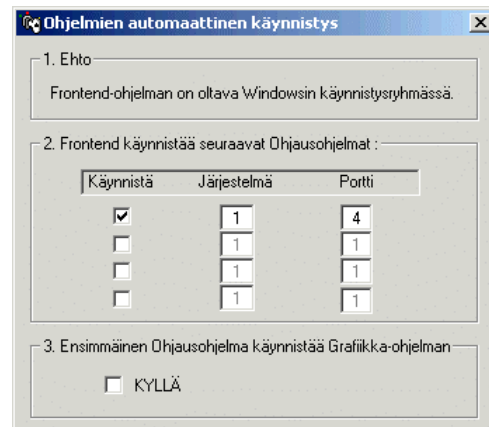 Ohjelmien automaattinen käynnistys
1. Ehto
Frontend-ohjelman on oltava Windowsin käynnistysryhmässä.
2. Frontend käynnistää seuraavat Ohjausohjelmat :
Käynnistä Järjestelmä Portti
1 4
1 1
1 1
1 1
3. Ensimmäinen Ohjausohjelma käynnistää Grafiikka-ohjelman
KYLLÄ